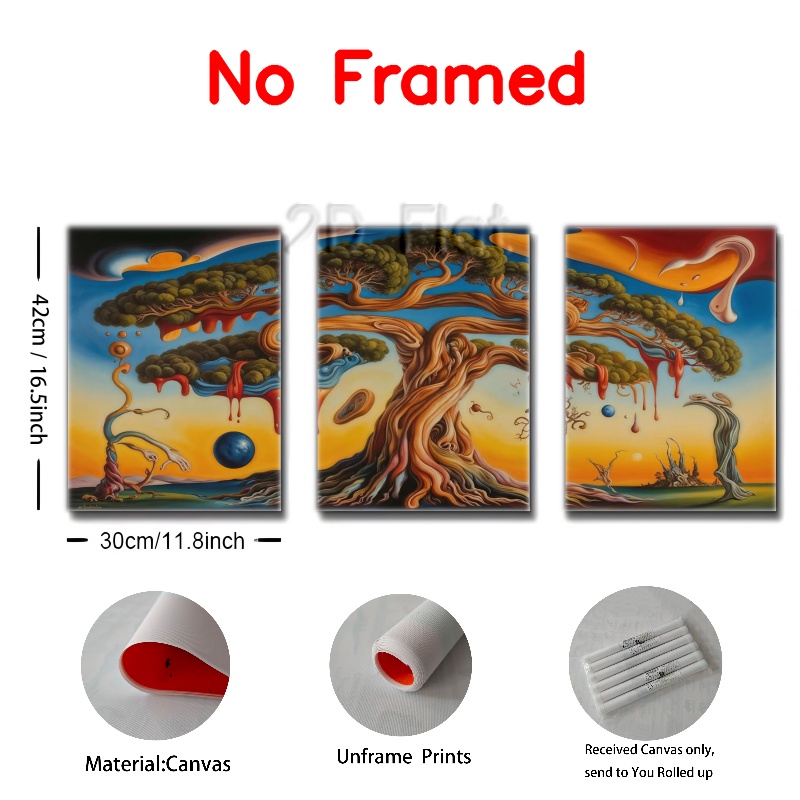 No Framed
2D Flat
42cm / 16.5inch
30cm/11.8inch
Material:Canvas
Unframe Prints
Received Canvas only,
send to You Rolled up